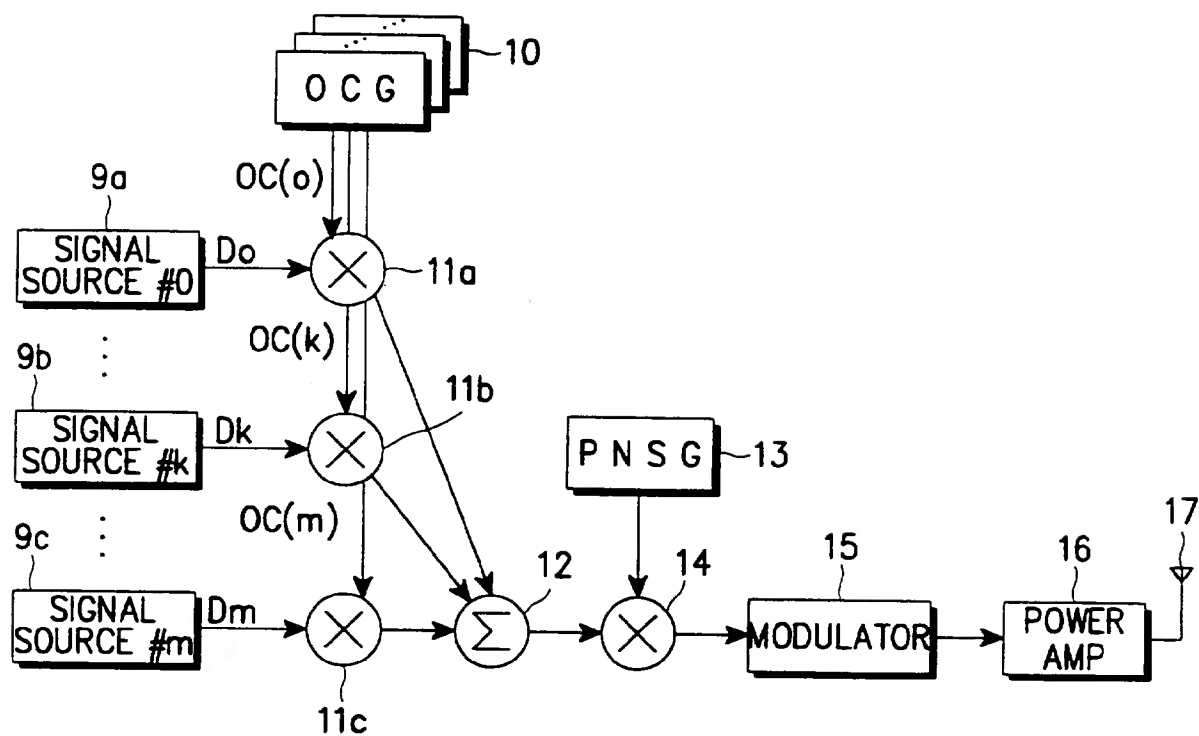 10
O C G
OC(o)
9a
SIGNAL
SOURCE #0
Do
11a
OC(k)
9b
SIGNAL
SOURCE #k
Dk
11b
P N S G
13
OC(m)
9c
SIGNAL
SOURCE #m
Dm
11c
12
Σ
14
15
MODULATOR
16
POWER
AMP
17